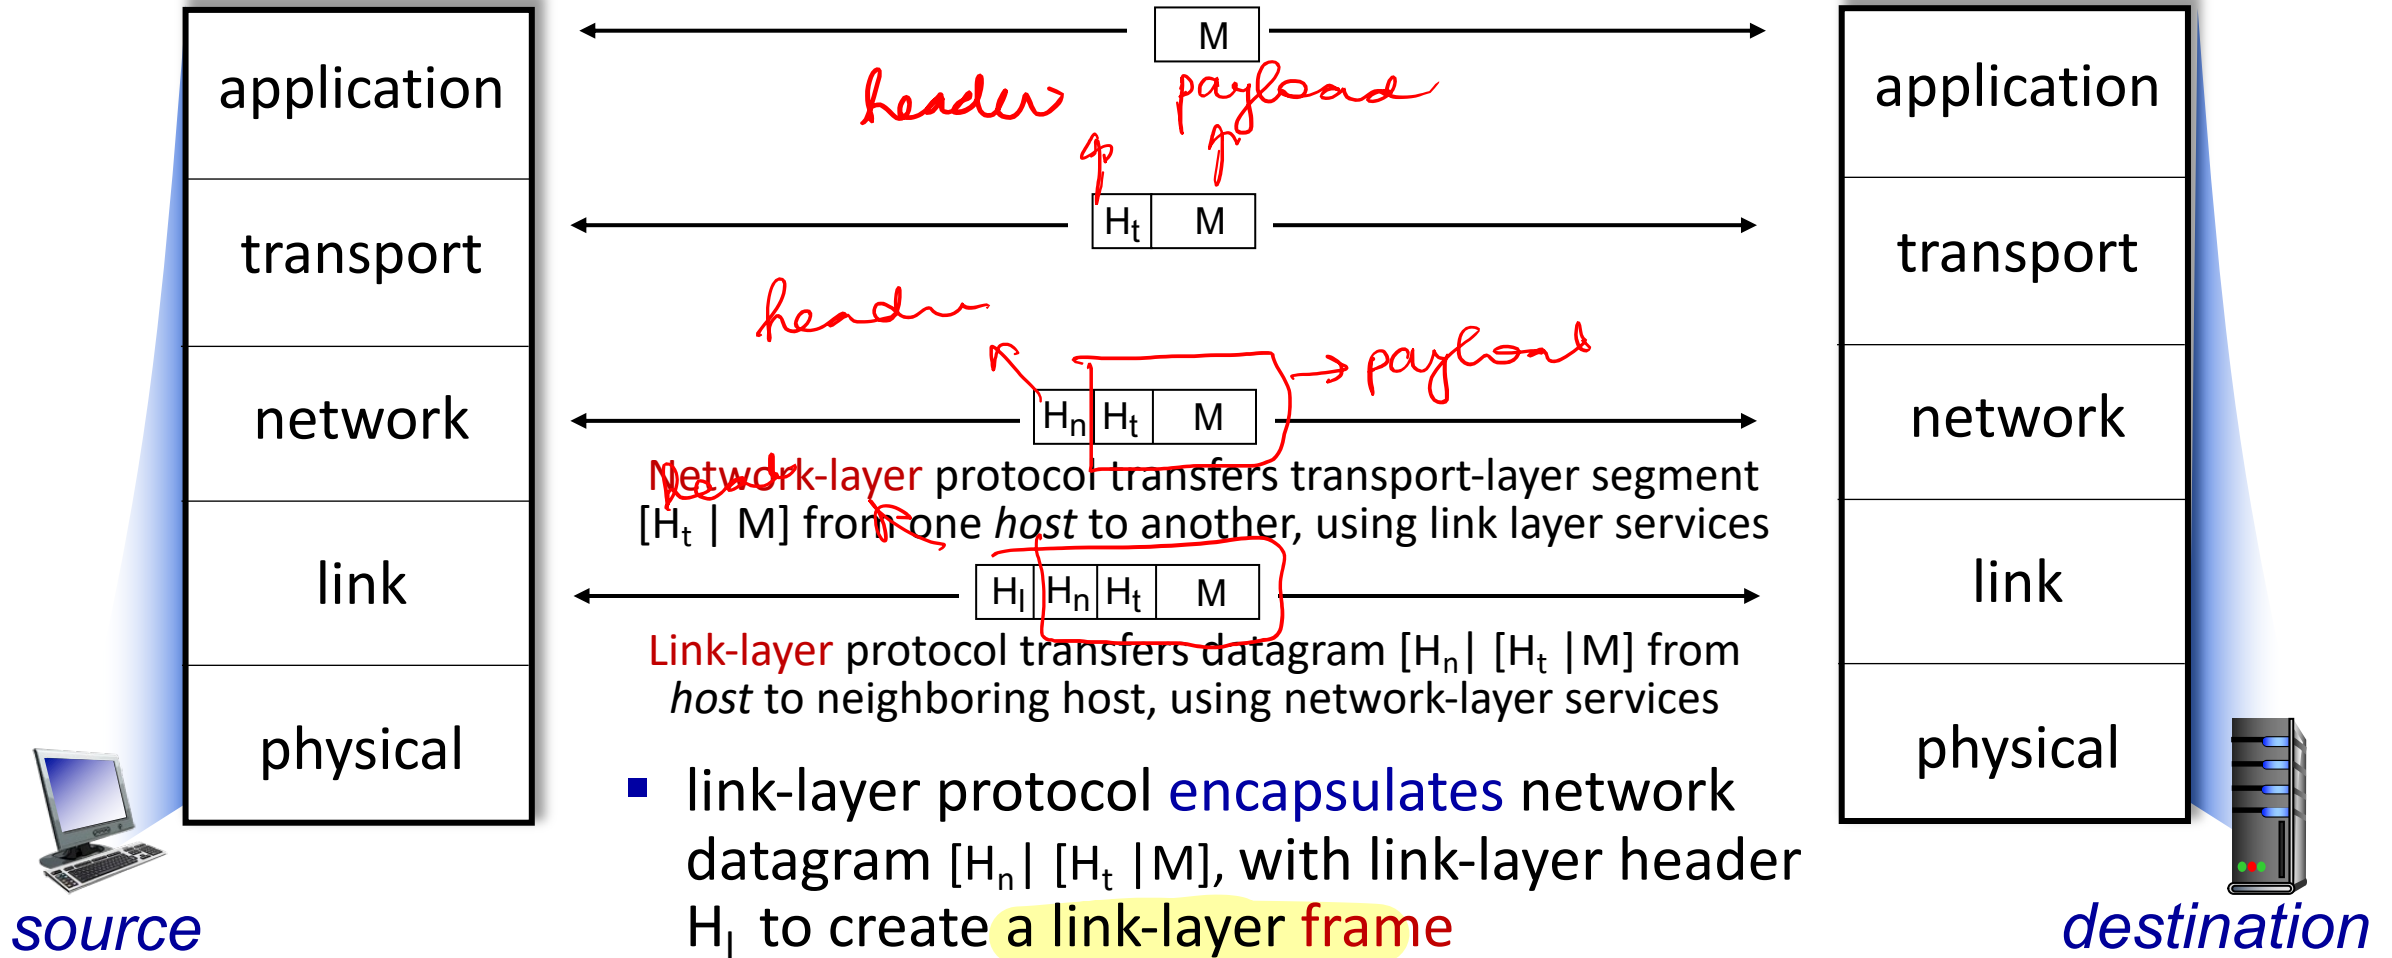 application
transport
network
link
physical
source
M
header payload
Ht M
header
Hn Ht M
payload
Network-layer protocol transfers transport-layer segment
[Ht | M] from one host to another, using link layer services
Hl Hn Ht M
Link-layer protocol transfers datagram [Hn| [Ht |M] from
host to neighboring host, using network-layer services
▪ link-layer protocol encapsulates network
datagram [Hn| [Ht |M], with link-layer header
Hl to create a link-layer frame
application
transport
network
link
physical
destination